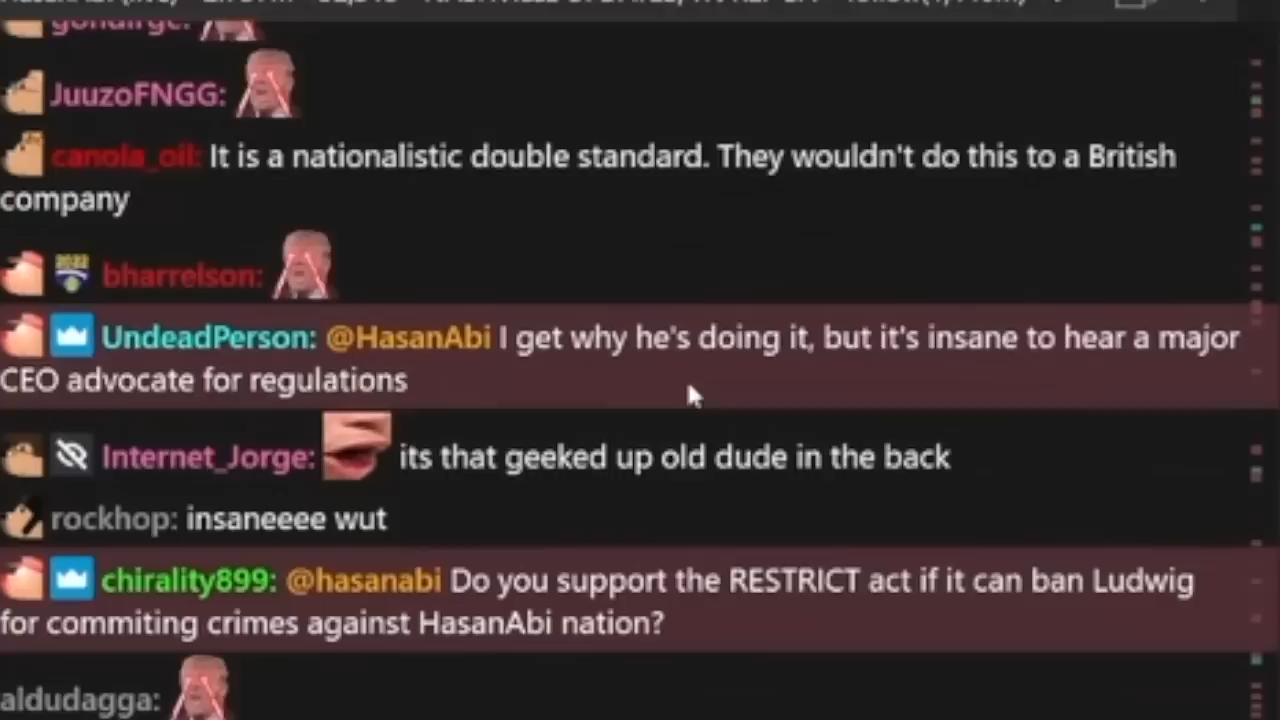 gondirge:
JuuzoFNGG:
canola_oil: It is a nationalistic double standard. They wouldn't do this to a British
company
bharrelson:
UndeadPerson: @HasanAbi I get why he's doing it, but it's insane to hear a major
CEO advocate for regulations
Internet_Jorge: its that geeked up old dude in the back
rockhop: insaneeee wut
chirality899: @hasanabi Do you support the RESTRICT act if it can ban Ludwig
for commiting crimes against HasanAbi nation?
aldudagga: